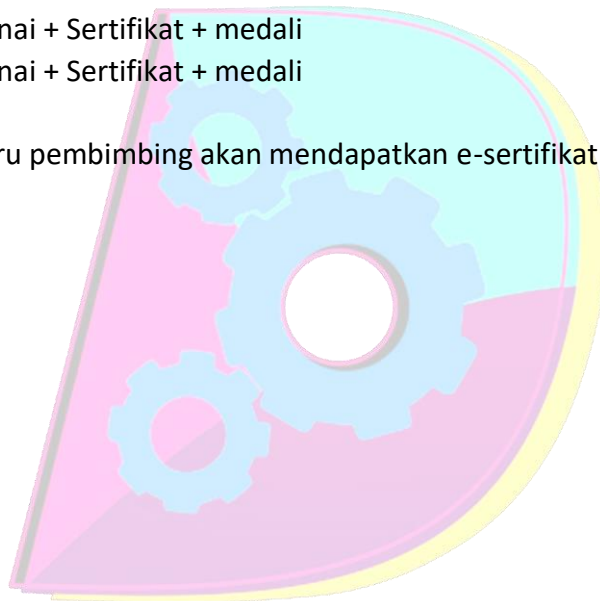 nai + Sertifikat + medali
nai + Sertifikat + medali
ru pembimbing akan mendapatkan e-sertifikat